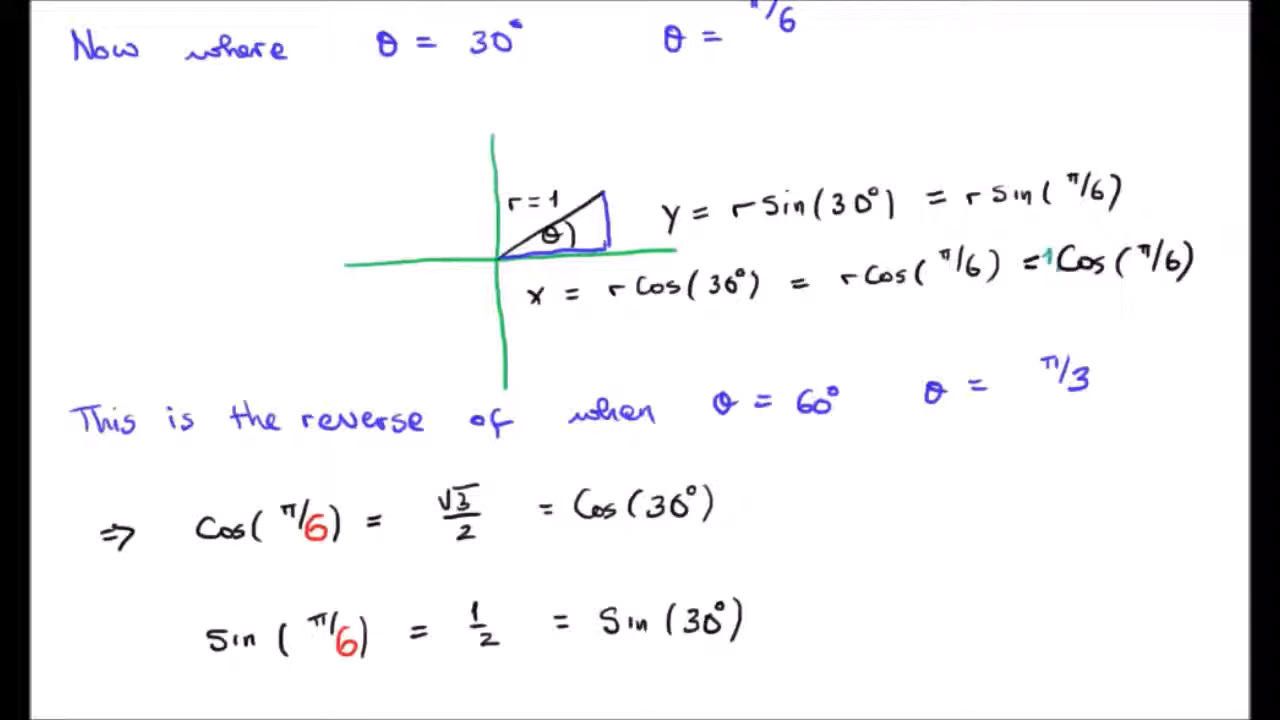 Now where θ = 30° θ = π/6
r = 1
θ
y = r sin(30°) = r sin(π/6)
x = r cos(30°) = r cos(π/6) = 1 cos(π/6)
This is the reverse of when θ = 60° θ = π/3
⇒ cos(π/6) = √3/2 = cos(30°)
sin(π/6) = 1/2 = sin(30°)